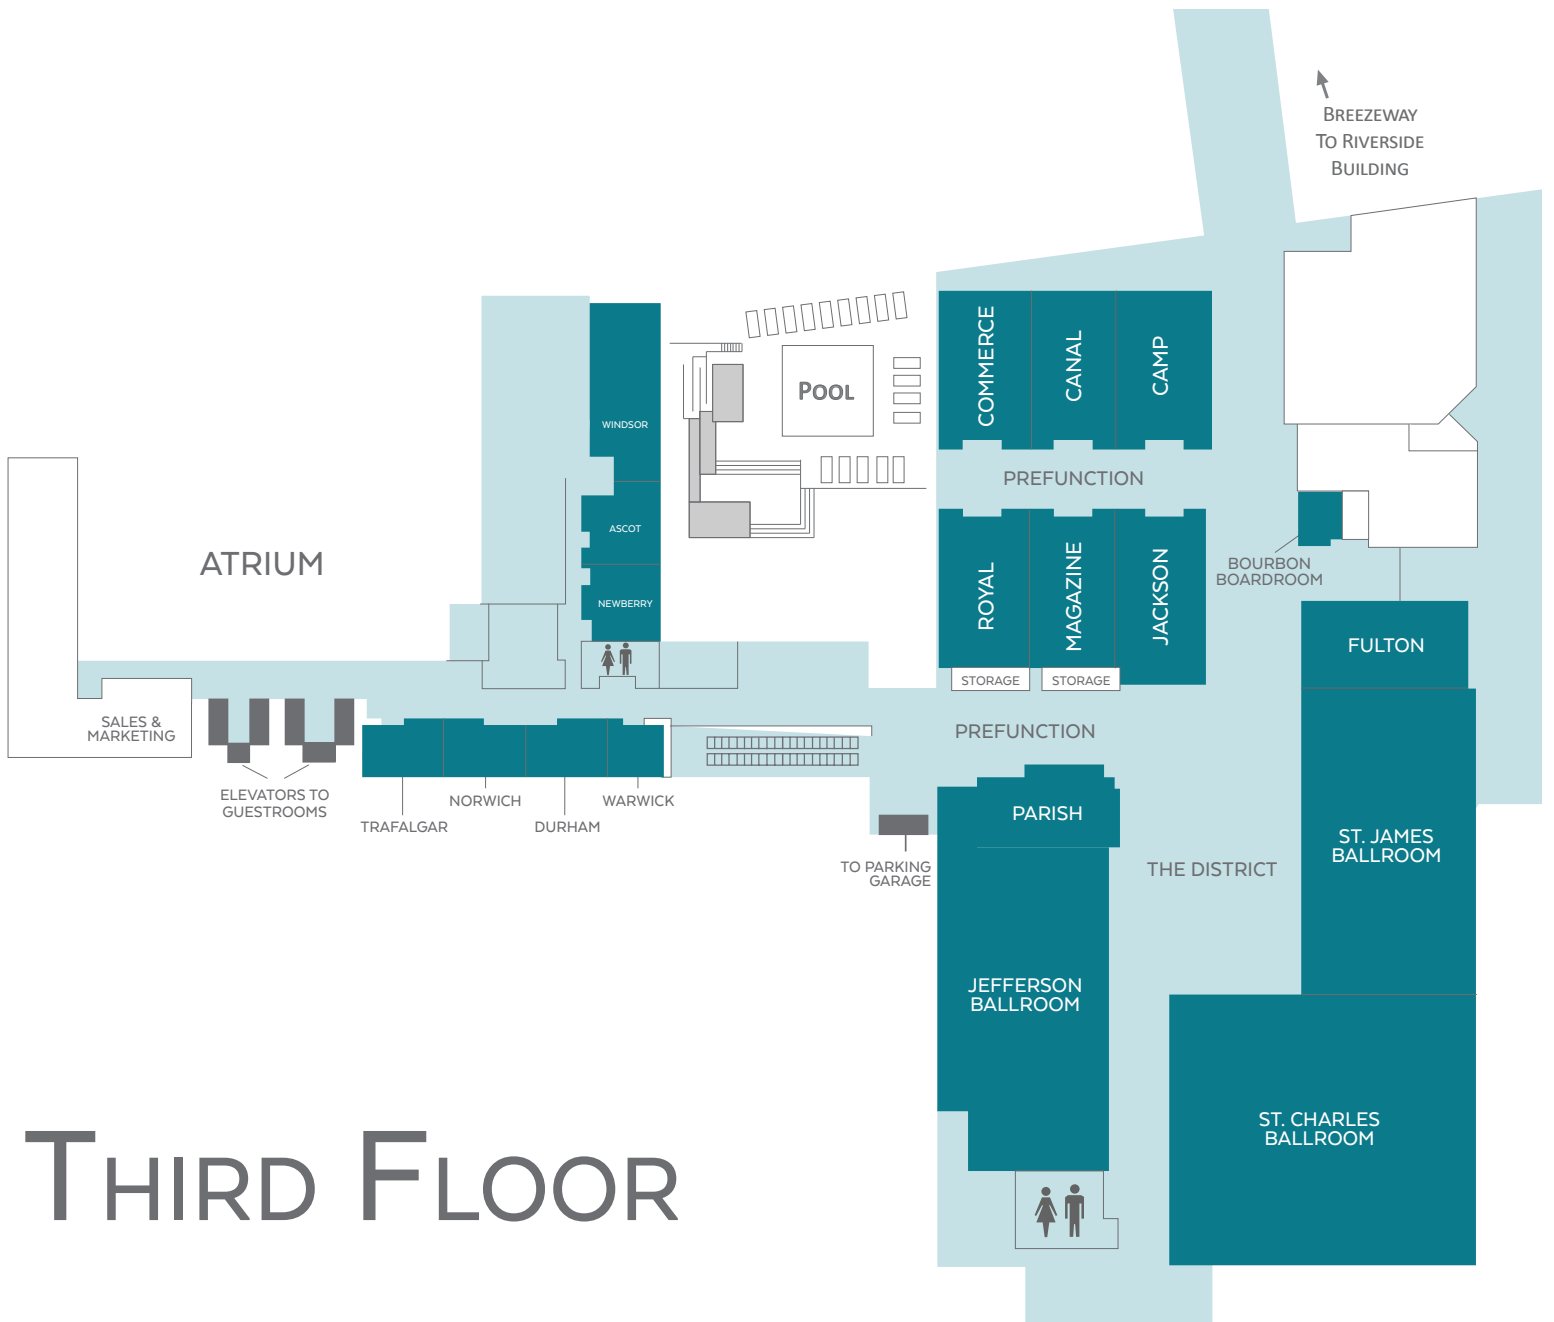 BREEZEWAY
TO RIVERSIDE
BUILDING
COMMERCE
CANAL
CAMP
POOL
WINDSOR
PREFUNCTION
ASCOT
ATRIUM
NEWBERRY
ROYAL
MAGAZINE
JACKSON
BOURBON
BOARDROOM
FULTON
STORAGE
STORAGE
SALES &
MARKETING
PREFUNCTION
ELEVATORS TO
GUESTROOMS
TRAFALGAR
NORWICH
DURHAM
WARWICK
PARISH
TO PARKING
GARAGE
THE DISTRICT
ST. JAMES
BALLROOM
JEFFERSON
BALLROOM
ST. CHARLES
BALLROOM
THIRD FLOOR